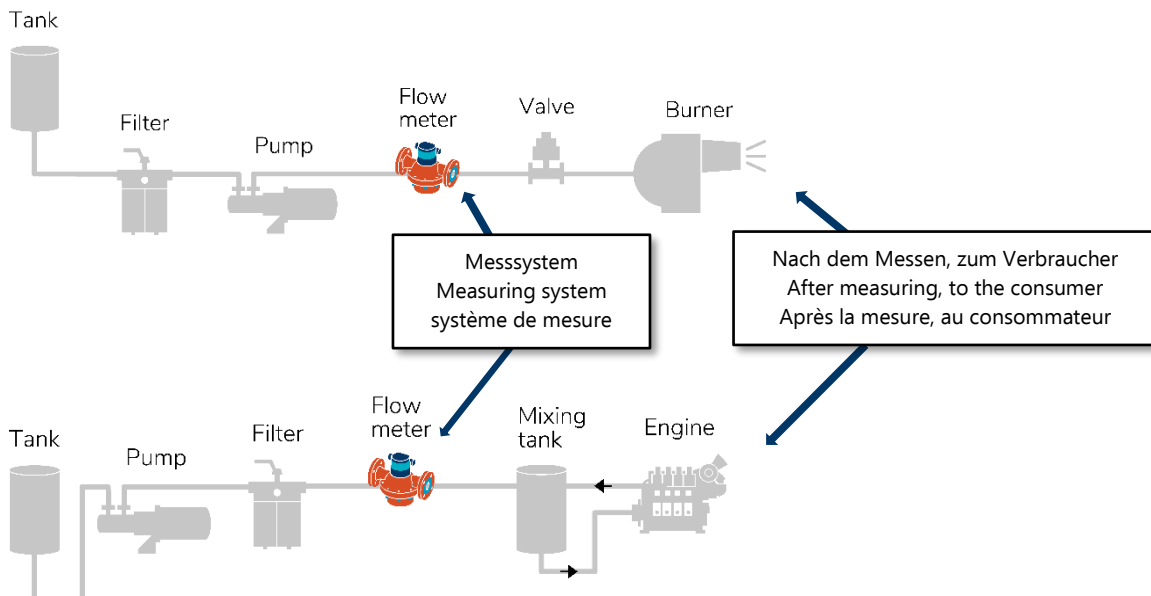 Tank
Filter
Pump
Flow
meter
Valve
Burner
Messsystem
Measuring system
système de mesure
Nach dem Messen, zum Verbraucher
After measuring, to the consumer
Après la mesure, au consommateur
Tank
Pump
Filter
Flow
meter
Mixing
tank
Engine